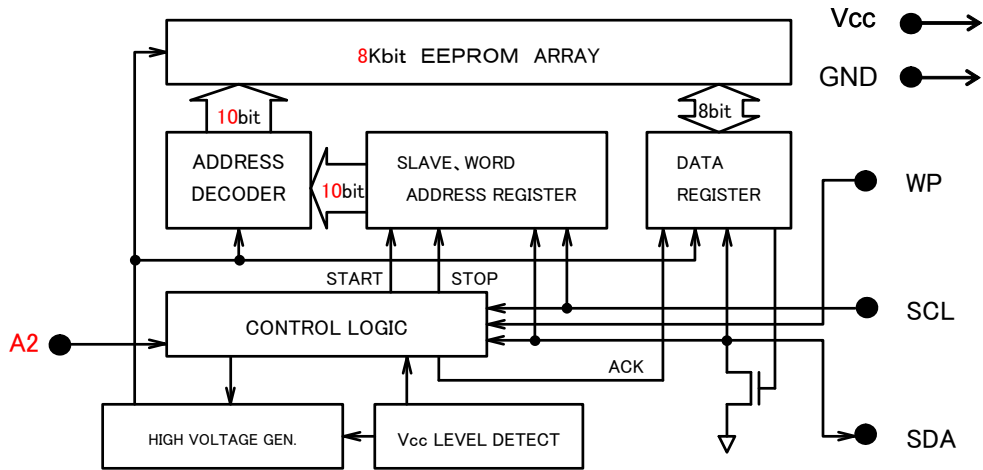 Vcc
8Kbit EEPROM ARRAY
GND
10bit
8bit
ADDRESS
DECODER
10bit
SLAVE、WORD
ADDRESS REGISTER
DATA
REGISTER
WP
START
STOP
CONTROL LOGIC
SCL
A2
ACK
HIGH VOLTAGE GEN.
Vcc LEVEL DETECT
SDA